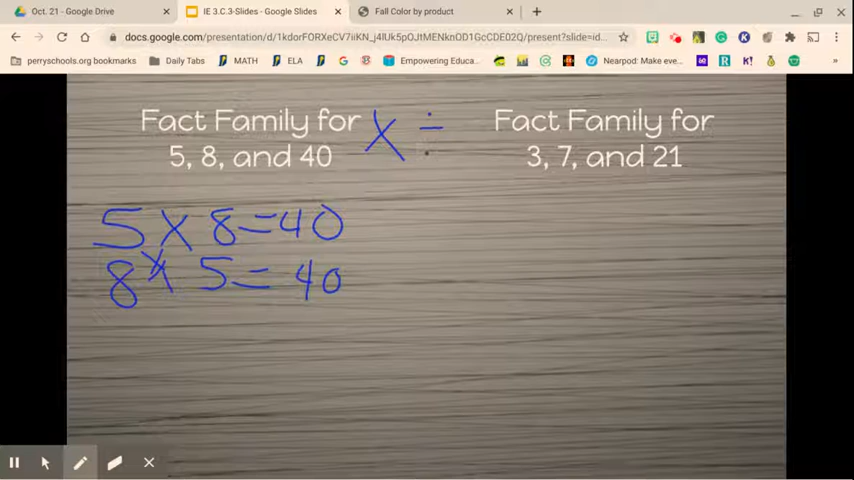 Oct. 21 - Google Drive
IE 3.C.3-Slides - Google Slides
Fall Color by product
docs.google.com/presentation/d/1kdorFORXeCV7iiKN_j4lUk5pOJtMENknOD1GcCDE02Q/present?slide=id...
perryschools.org bookmarks
Daily Tabs
MATH
ELA
Empowering Educa...
Nearpod: Make eve...
Fact Family for
5, 8, and 40
X ÷
Fact Family for
3, 7, and 21
5 X 8 = 40
8 X 5 = 40